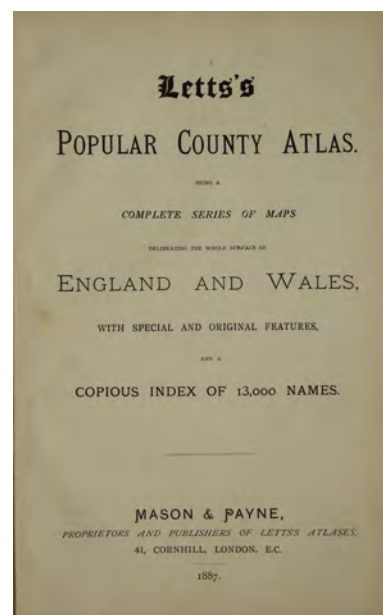 Letts's
POPULAR COUNTY ATLAS.
BEING A
COMPLETE SERIES OF MAPS
DELINEATING THE WHOLE SURFACE OF
ENGLAND AND WALES,
WITH SPECIAL AND ORIGINAL FEATURES,
AND A
COPIOUS INDEX OF 13,000 NAMES.
MASON & PAYNE,
PROPRIETORS AND PUBLISHERS OF LETTS'S ATLASES,
41, CORNHILL, LONDON. E.C.
1887.